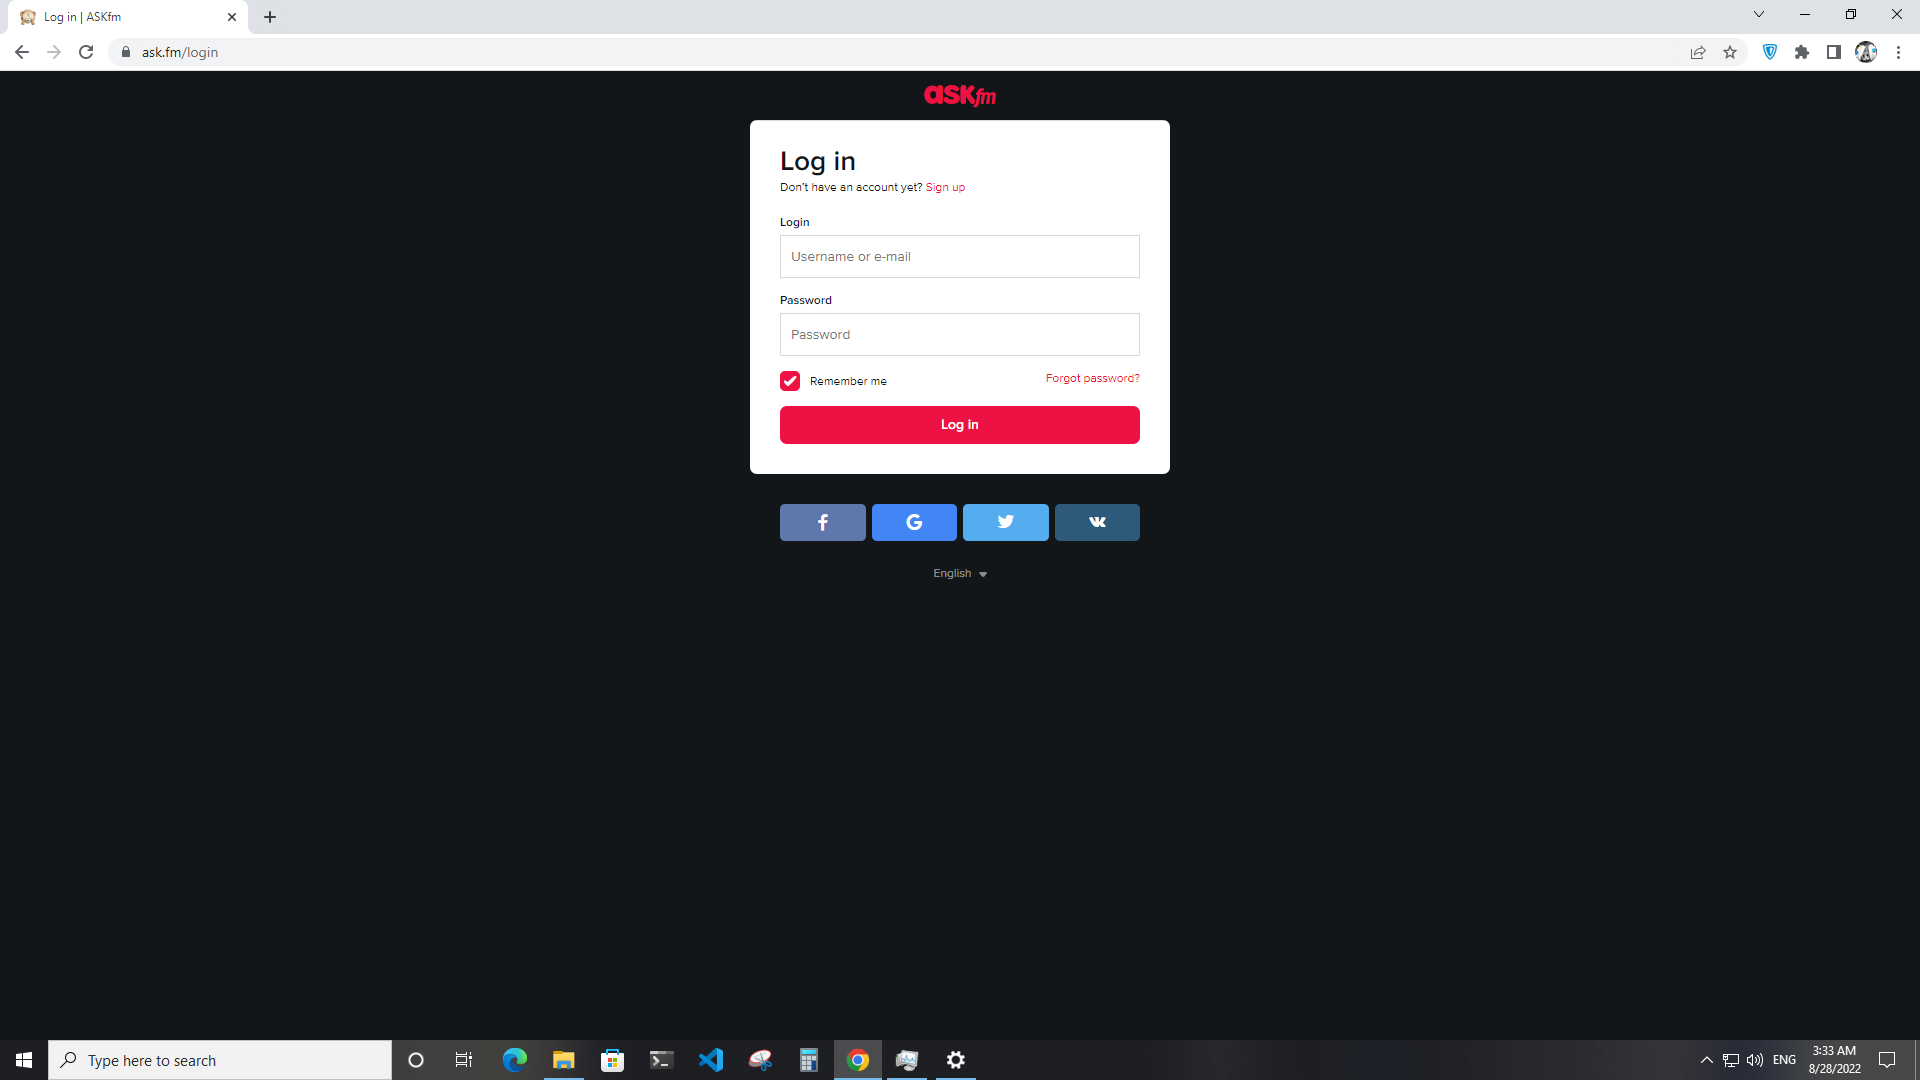 Log in | ASKfm
ask.fm/login
ASKfm
Log in
Don't have an account yet? Sign up
Login
Username or e-mail
Password
Password
Remember me
Forgot password?
Log in
English
Type here to search
ENG
3:33 AM
8/28/2022